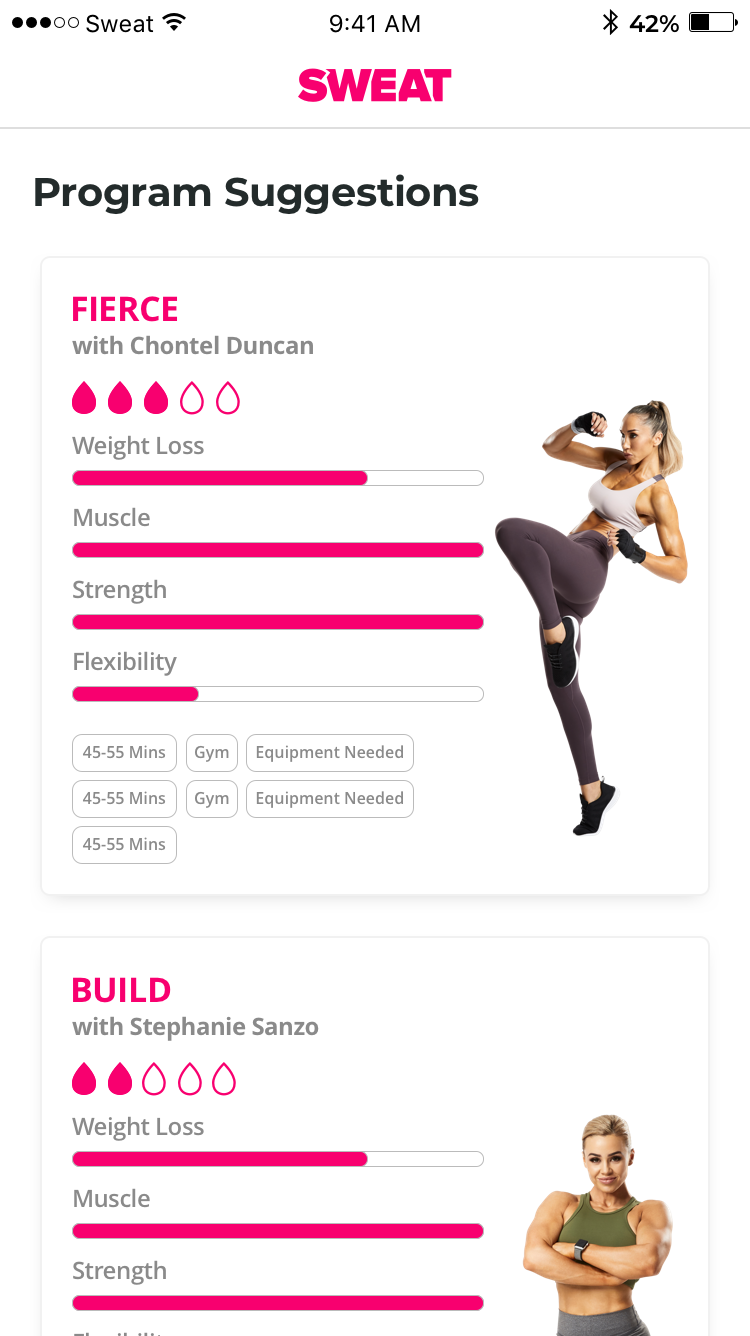 Sweat
9:41 AM
42%
SWEAT
Program Suggestions
FIERCE
with Chontel Duncan
Weight Loss
Muscle
Strength
Flexibility
45-55 Mins
Gym
Equipment Needed
45-55 Mins
Gym
Equipment Needed
45-55 Mins
BUILD
with Stephanie Sanzo
Weight Loss
Muscle
Strength